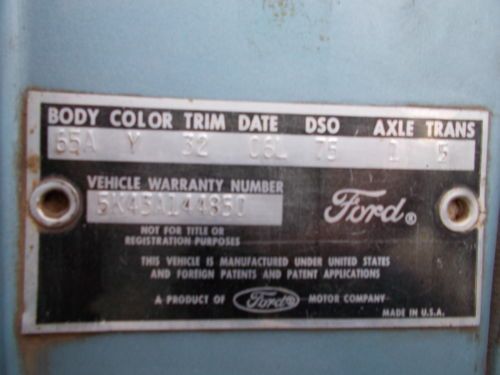 BODY COLOR TRIM DATE DSO AXLE TRANS
65A Y 32 06L 75 1 5
VEHICLE WARRANTY NUMBER
5K43A144850
Ford®
NOT FOR TITLE OR
REGISTRATION PURPOSES
THIS VEHICLE IS MANUFACTURED UNDER UNITED STATES
AND FOREIGN PATENTS AND PATENT APPLICATIONS
A PRODUCT OF Ford® MOTOR COMPANY
MADE IN U.S.A.